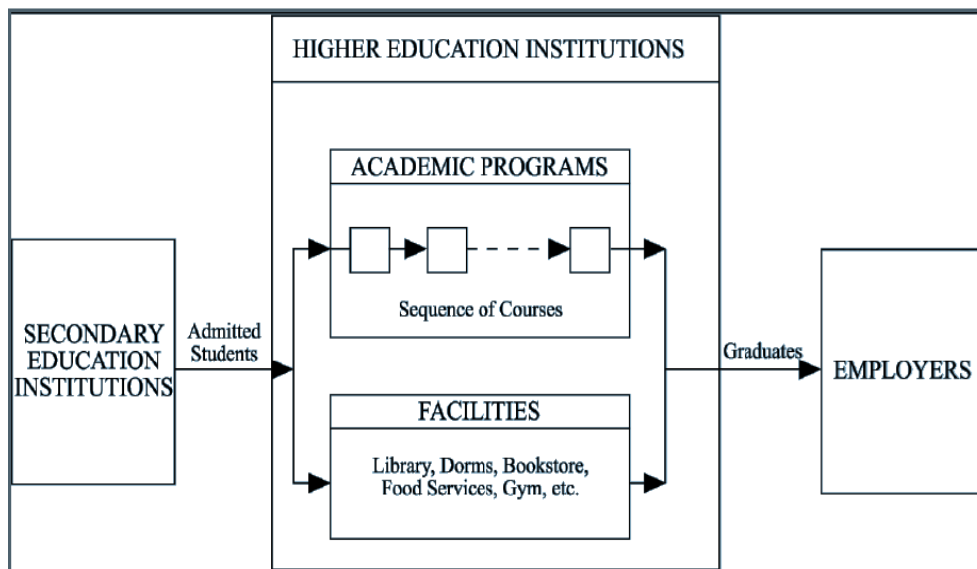 HIGHER EDUCATION INSTITUTIONS
ACADEMIC PROGRAMS
Sequence of Courses
SECONDARY
EDUCATION
INSTITUTIONS
Admitted
Students
Graduates
EMPLOYERS
FACILITIES
Library, Dorms, Bookstore,
Food Services, Gym, etc.